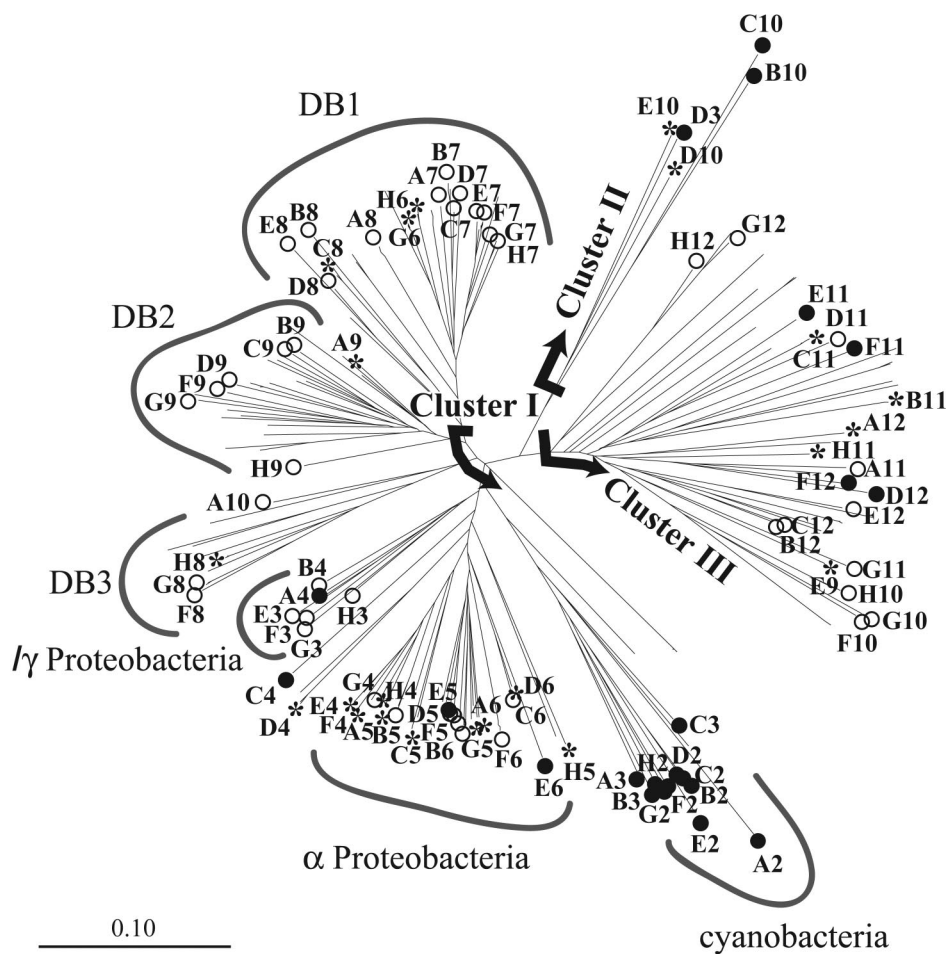 C10
B10
E10
D3
D10
DB1
B7
A7
D7
H6
E7
F7
A8
G6
C7
G7
H7
B8
E8
C8
D8
Cluster II
G12
H12
E11
D11
F11
C11
B11
DB2
B9
C9
A9
D9
F9
G9
Cluster I
A12
H11
A11
F12
D12
E12
C12
B12
H9
A10
Cluster III
G11
E9
H10
G10
F10
DB3
H8
G8
F8
B4
A4
H3
E3
F3
G3
/γ Proteobacteria
C4
D4
G4
H4
E4
F4
A5
B5
C5
E5
D5
F5
B6
A6
G5
D6
C6
F6
E6
H5
C3
D2
H2
C2
A3
B3
B2
F2
G2
E2
A2
α Proteobacteria
cyanobacteria
0.10